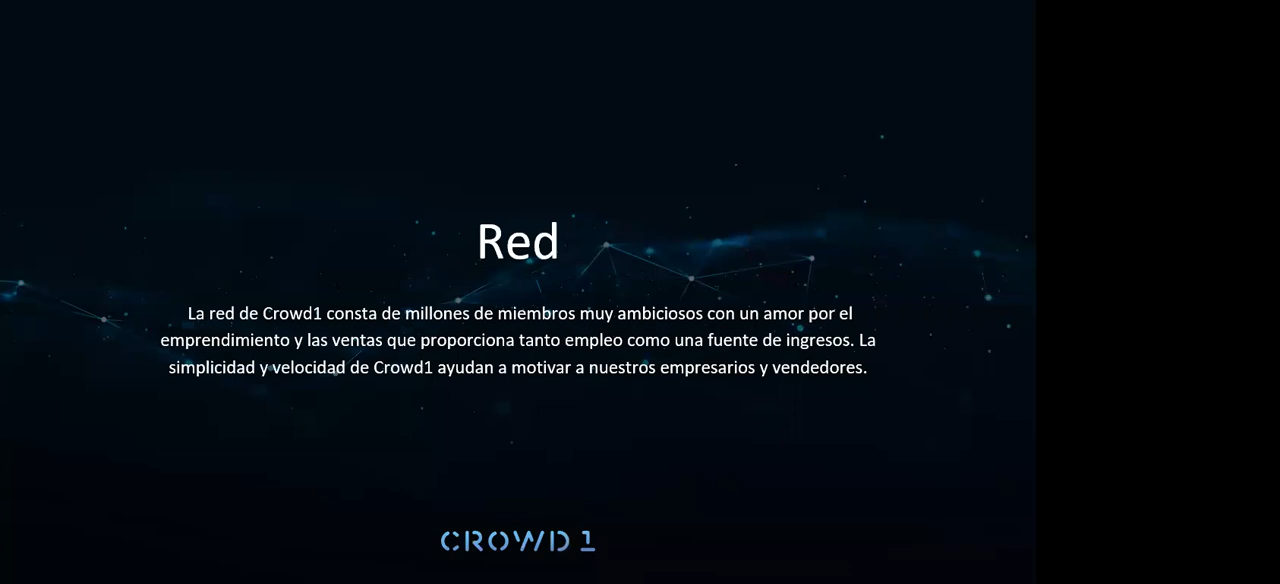 Red
La red de Crowd1 consta de millones de miembros muy ambiciosos con un amor por el
emprendimiento y las ventas que proporciona tanto empleo como una fuente de ingresos. La
simplicidad y velocidad de Crowd1 ayudan a motivar a nuestros empresarios y vendedores.
CROWD 1